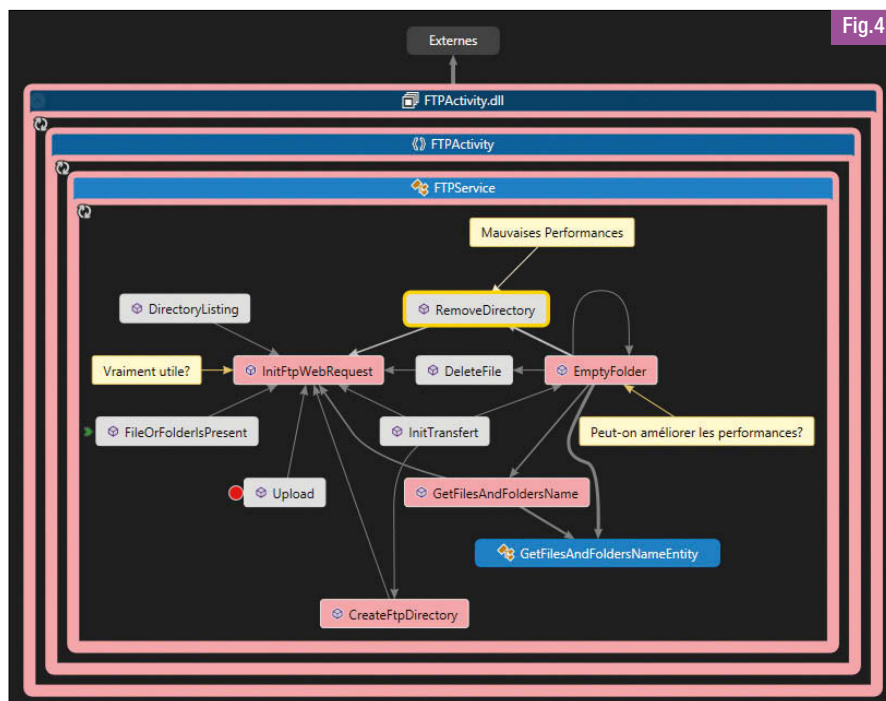 Fig.4
Externes
FTPActivity.dll
FTPActivity
FTPService
Mauvaises Performances
DirectoryListing
RemoveDirectory
Vraiment utile?
InitFtpWebRequest
DeleteFile
EmptyFolder
FileOrFolderIsPresent
InitTransfert
Peut-on améliorer les performances?
Upload
GetFilesAndFoldersName
GetFilesAndFoldersNameEntity
CreateFtpDirectory